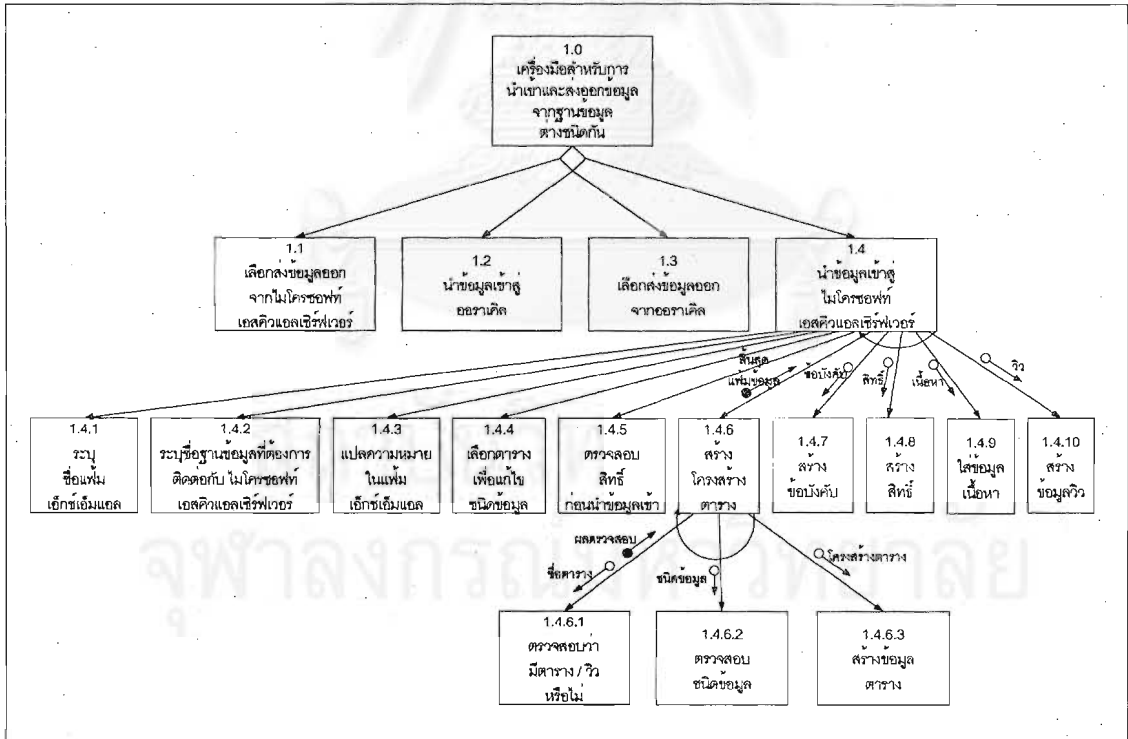 1.0
เครื่องมือสำหรับการ
นำเข้าและส่งออกข้อมูล
จากฐานข้อมูล
ต่างชนิดกัน
1.1
เลือกส่งข้อมูลออก
จากไมโครซอฟท์
เอสคิวแอลเซิร์ฟเวอร์
1.2
นำข้อมูลเข้าสู่
ออราเคิล
1.3
เลือกส่งข้อมูลออก
จากออราเคิล
1.4
นำข้อมูลเข้าสู่
ไมโครซอฟท์
เอสคิวแอลเซิร์ฟเวอร์
สิ้นสุด
แฟ้มข้อมูล
ข้อบังคับ
สิทธิ์
เนื้อหา
วิว
1.4.1
ระบุ
ชื่อแฟ้ม
เอ็กซ์เอ็มแอล
1.4.2
ระบุชื่อฐานข้อมูลที่ต้องการ
ติดต่อกับ ไมโครซอฟท์
เอสคิวแอลเซิร์ฟเวอร์
1.4.3
แปลความหมาย
ในแฟ้ม
เอ็กซ์เอ็มแอล
1.4.4
เลือกตาราง
เพื่อแก้ไข
ชนิดข้อมูล
1.4.5
ตรวจสอบ
สิทธิ์
ก่อนนำข้อมูลเข้า
1.4.6
สร้าง
โครงสร้าง
ตาราง
1.4.7
สร้าง
ข้อบังคับ
1.4.8
สร้าง
สิทธิ์
1.4.9
ใส่ข้อมูล
เนื้อหา
1.4.10
สร้าง
ข้อมูลวิว
ผลตรวจสอบ
ชื่อตาราง
ชนิดข้อมูล
โครงสร้างตาราง
1.4.6.1
ตรวจสอบว่า
มีตาราง / วิว
หรือไม่
1.4.6.2
ตรวจสอบ
ชนิดข้อมูล
1.4.6.3
สร้างข้อมูล
ตาราง
จุฬาลงกรณ์มหาวิทยาลัย